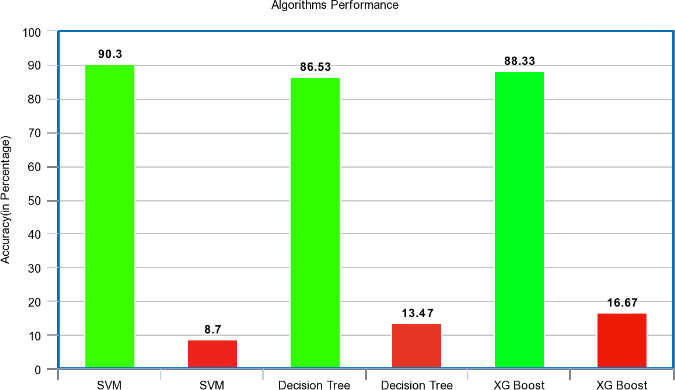 Algorithms Performance
Accuracy(in Percentage)
100
90
80
70
60
50
40
30
20
10
0
90.3
8.7
86.53
13.47
88.33
16.67
SVM
SVM
Decision Tree
Decision Tree
XG Boost
XG Boost